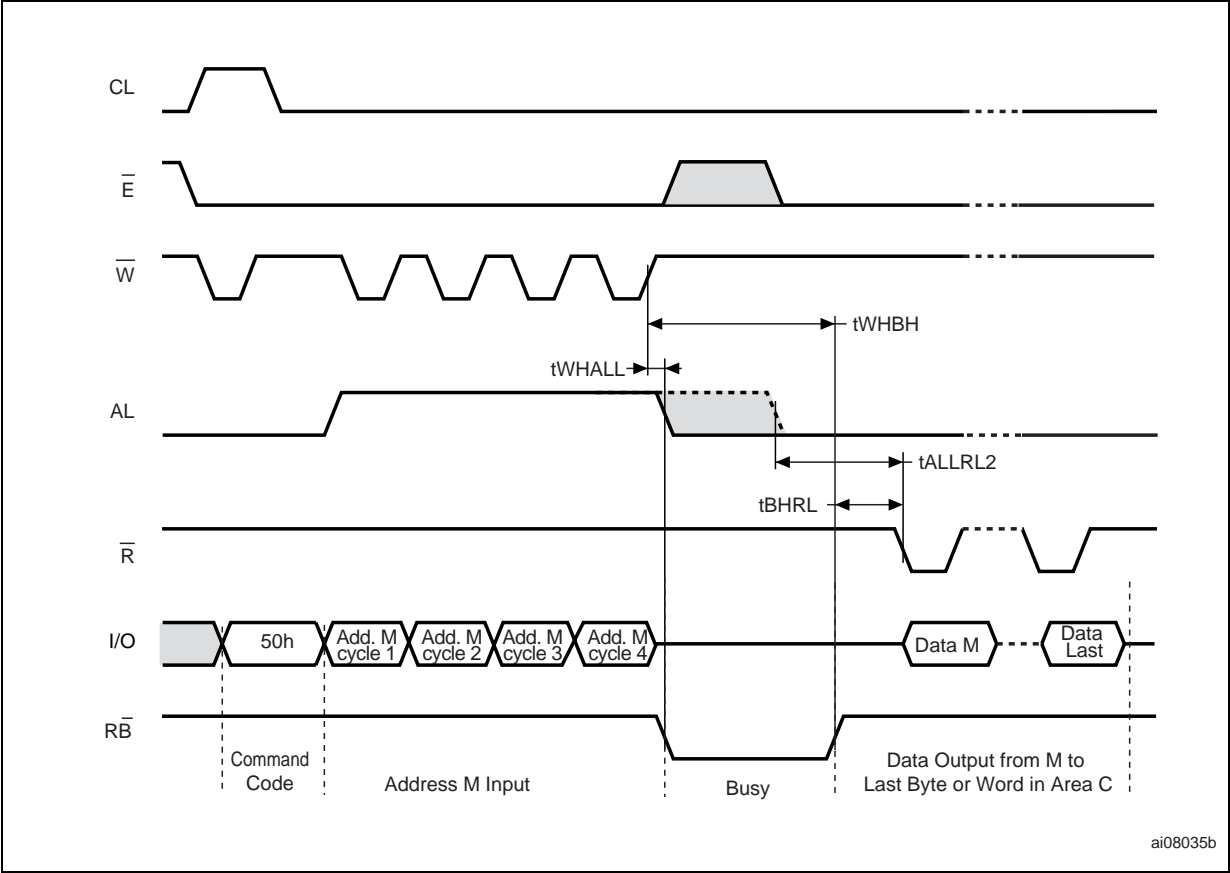 CL
E̅
W̅
tWHBH
tWHALL
AL
tALLRL2
tBHRL
R̅
I/O
50h
Add. M
cycle 1
Add. M
cycle 2
Add. M
cycle 3
Add. M
cycle 4
Data M
Data
Last
RB̅
Command
Code
Address M Input
Busy
Data Output from M to
Last Byte or Word in Area C
ai08035b